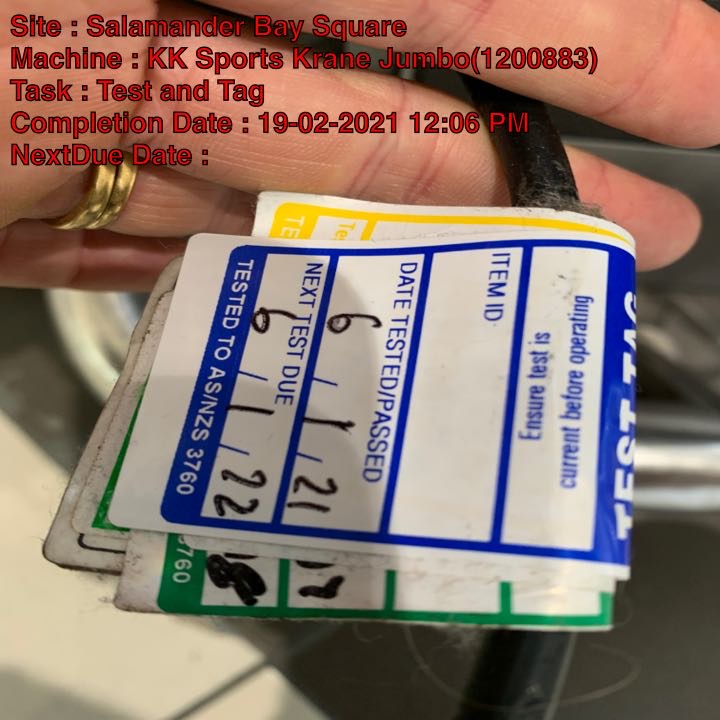 Site : Salamander Bay Square
Machine : KK Sports Krane Jumbo(1200883)
Task : Test and Tag
Completion Date : 19-02-2021 12:06 PM
NextDue Date :
TEST TAG
Ensure test is
current before operating
ITEM ID
DATE TESTED/PASSED
6 / 1 / 21
NEXT TEST DUE
6 / 1 / 22
TESTED TO AS/NZS 3760
TE
Te
3760